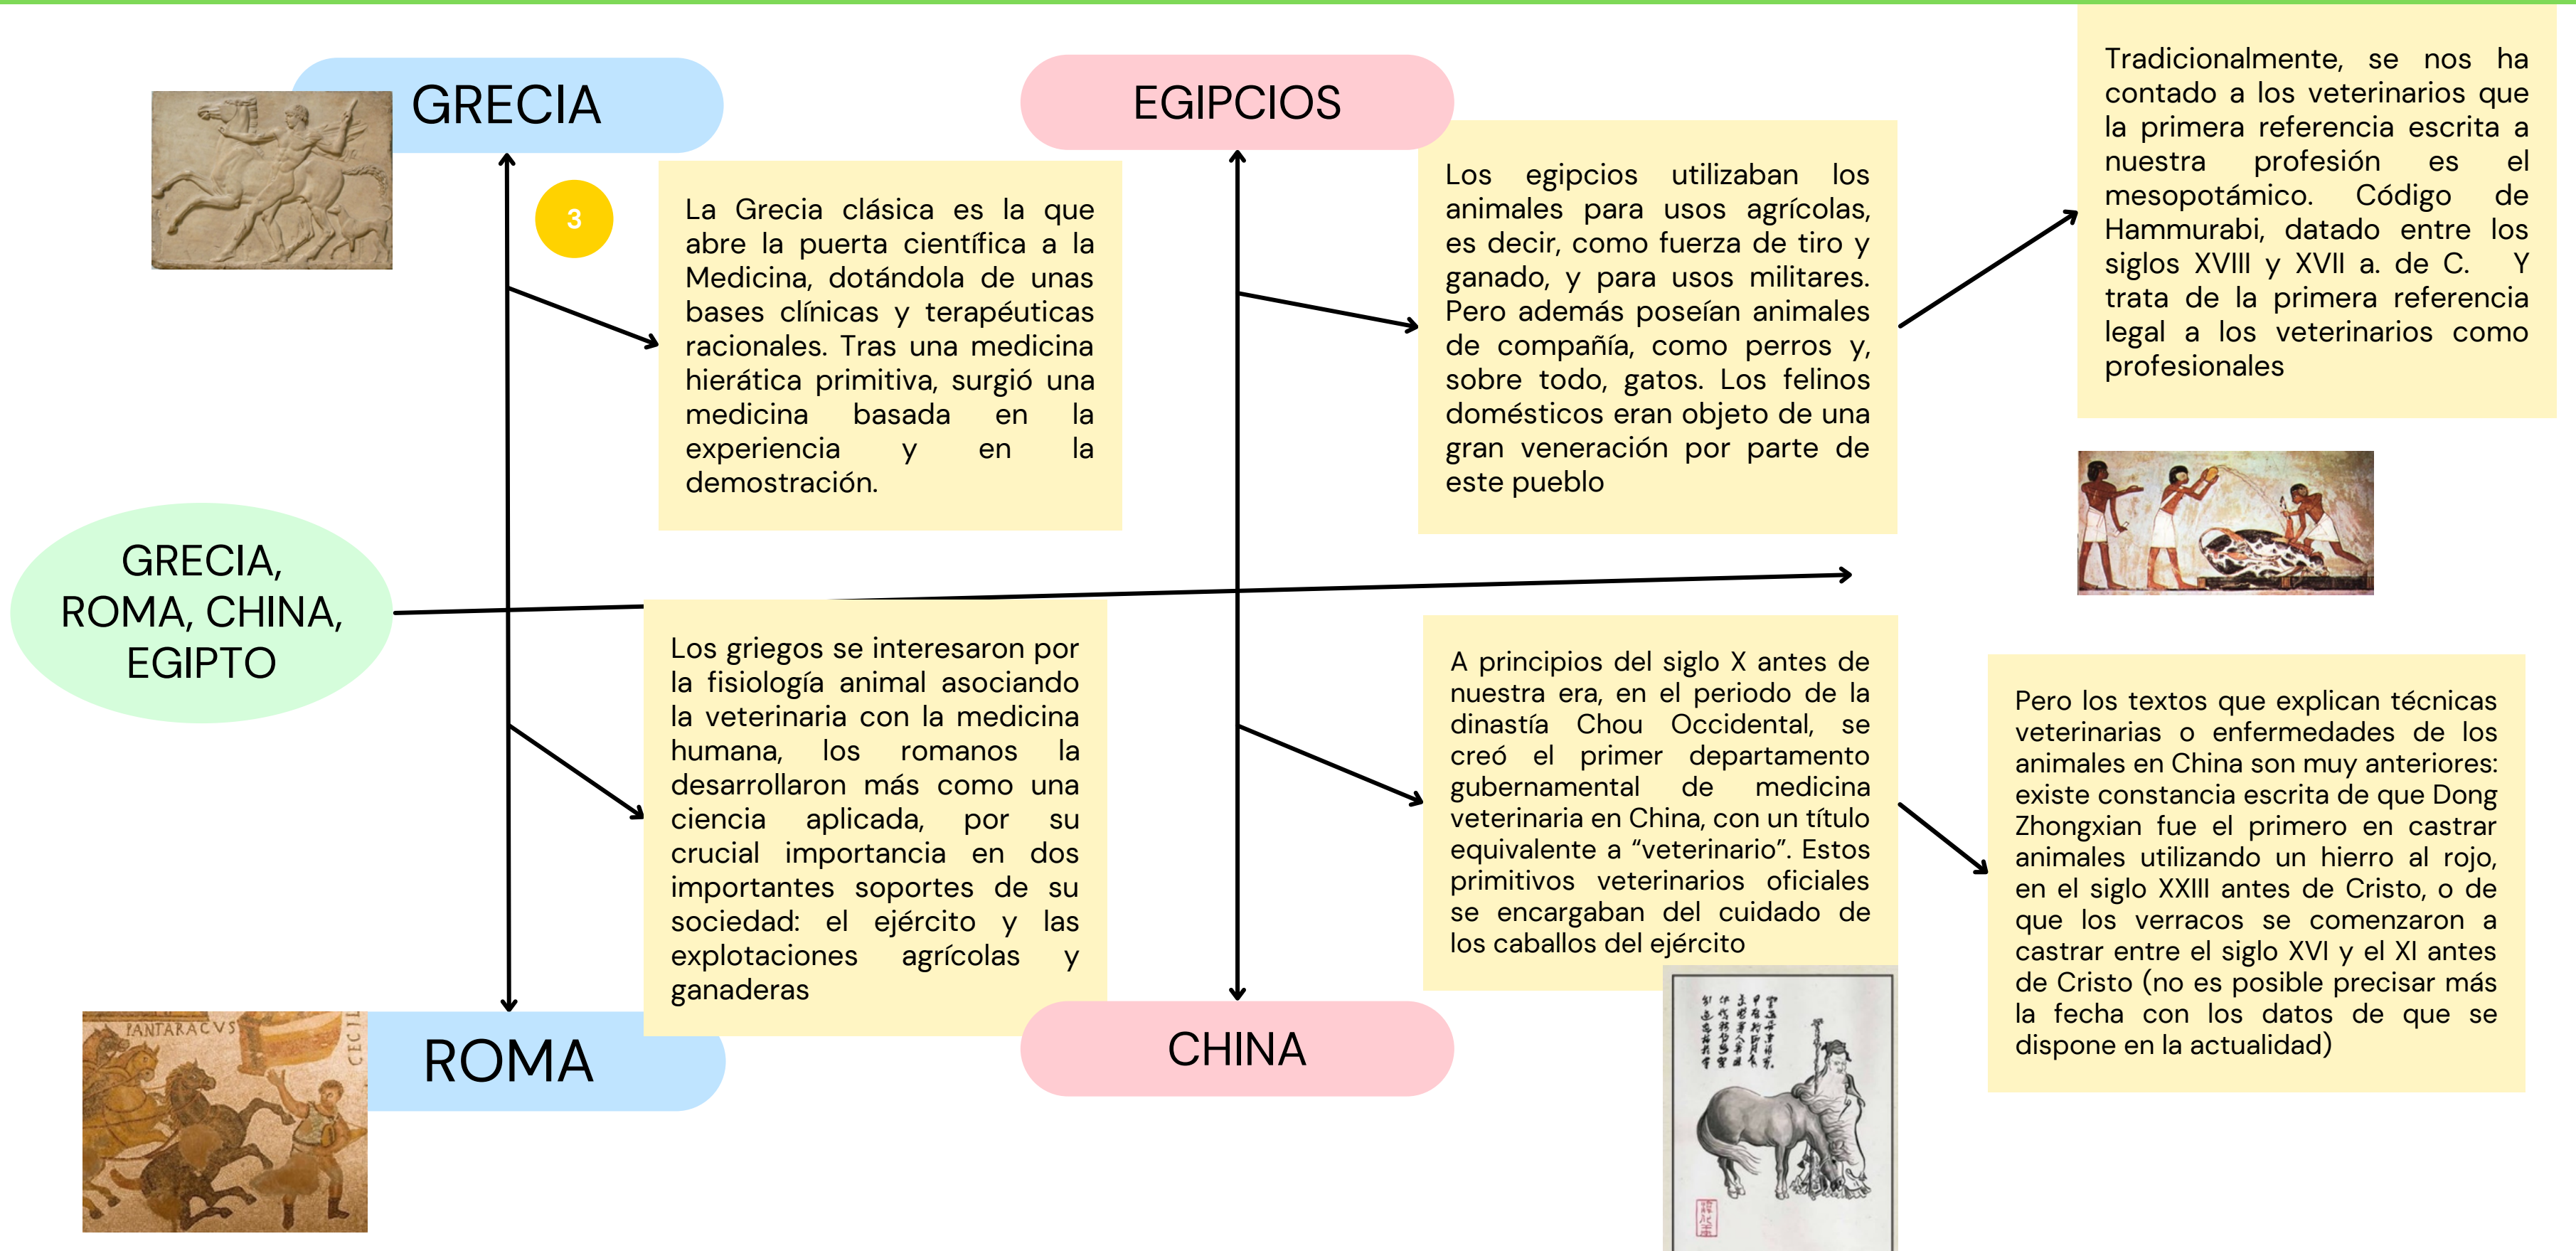 GRECIA
3
La Grecia clásica es la que
abre la puerta científica a la
Medicina, dotándola de unas
bases clínicas y terapéuticas
racionales. Tras una medicina
hierática primitiva, surgió una
medicina basada en la
experiencia y en la
demostración.
EGIPCIOS
Los egipcios utilizaban los
animales para usos agrícolas,
es decir, como fuerza de tiro y
ganado, y para usos militares.
Pero además poseían animales
de compañía, como perros y,
sobre todo, gatos. Los felinos
domésticos eran objeto de una
gran veneración por parte de
este pueblo
Tradicionalmente, se nos ha
contado a los veterinarios que
la primera referencia escrita a
nuestra profesión es el
mesopotámico. Código de
Hammurabi, datado entre los
siglos XVIII y XVII a. de C. Y
trata de la primera referencia
legal a los veterinarios como
profesionales
GRECIA,
ROMA, CHINA,
EGIPTO
Los griegos se interesaron por
la fisiología animal asociando
la veterinaria con la medicina
humana, los romanos la
desarrollaron más como una
ciencia aplicada, por su
crucial importancia en dos
importantes soportes de su
sociedad: el ejército y las
explotaciones agrícolas y
ganaderas
ROMA
PANTARACVS
CECIL
A principios del siglo X antes de
nuestra era, en el periodo de la
dinastía Chou Occidental, se
creó el primer departamento
gubernamental de medicina
veterinaria en China, con un título
equivalente a “veterinario”. Estos
primitivos veterinarios oficiales
se encargaban del cuidado de
los caballos del ejército
CHINA
Pero los textos que explican técnicas
veterinarias o enfermedades de los
animales en China son muy anteriores:
existe constancia escrita de que Dong
Zhongxian fue el primero en castrar
animales utilizando un hierro al rojo,
en el siglo XXIII antes de Cristo, o de
que los verracos se comenzaron a
castrar entre el siglo XVI y el XI antes
de Cristo (no es posible precisar más
la fecha con los datos de que se
dispone en la actualidad)